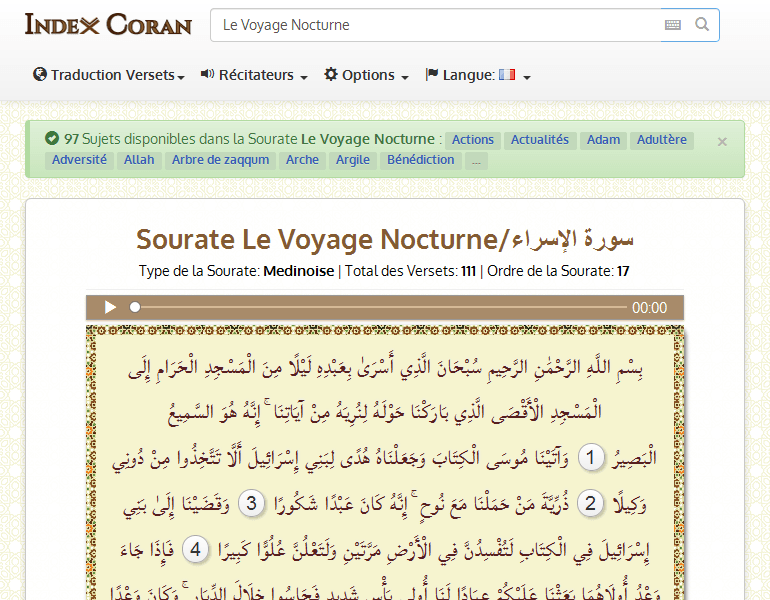 Index Coran
Le Voyage Nocturne
Traduction Versets Récitateurs Options Langue:
97 Sujets disponibles dans la Sourate Le Voyage Nocturne : Actions Actualités Adam Adultère ×
Adversité Allah Arbre de zaqqum Arche Argile Bénédiction ...
Sourate Le Voyage Nocturne/سورة الإسراء
Type de la Sourate: Medinoise | Total des Versets: 111 | Ordre de la Sourate: 17
00:00
بِسْمِ اللَّهِ الرَّحْمَٰنِ الرَّحِيمِ سُبْحَانَ الَّذِي أَسْرَىٰ بِعَبْدِهِ لَيْلًا مِنَ الْمَسْجِدِ الْحَرَامِ إِلَى
الْمَسْجِدِ الْأَقْصَى الَّذِي بَارَكْنَا حَوْلَهُ لِنُرِيَهُ مِنْ آيَاتِنَا ۚ إِنَّهُ هُوَ السَّمِيعُ
الْبَصِيرُ 1 وَآتَيْنَا مُوسَى الْكِتَابَ وَجَعَلْنَاهُ هُدًى لِبَنِي إِسْرَائِيلَ أَلَّا تَتَّخِذُوا مِنْ دُونِي
وَكِيلًا 2 ذُرِّيَّةَ مَنْ حَمَلْنَا مَعَ نُوحٍ ۚ إِنَّهُ كَانَ عَبْدًا شَكُورًا 3 وَقَضَيْنَا إِلَىٰ بَنِي
إِسْرَائِيلَ فِي الْكِتَابِ لَتُفْسِدُنَّ فِي الْأَرْضِ مَرَّتَيْنِ وَلَتَعْلُنَّ عُلُوًّا كَبِيرًا 4 فَإِذَا جَاءَ
وَعْدُ أُولَاهُمَا بَعَثْنَا عَلَيْكُمْ عِبَادًا لَنَا أُولِي بَأْسٍ شَدِيدٍ فَجَاسُوا خِلَالَ الدِّيَارِ ۚ وَكَانَ وَعْدًا